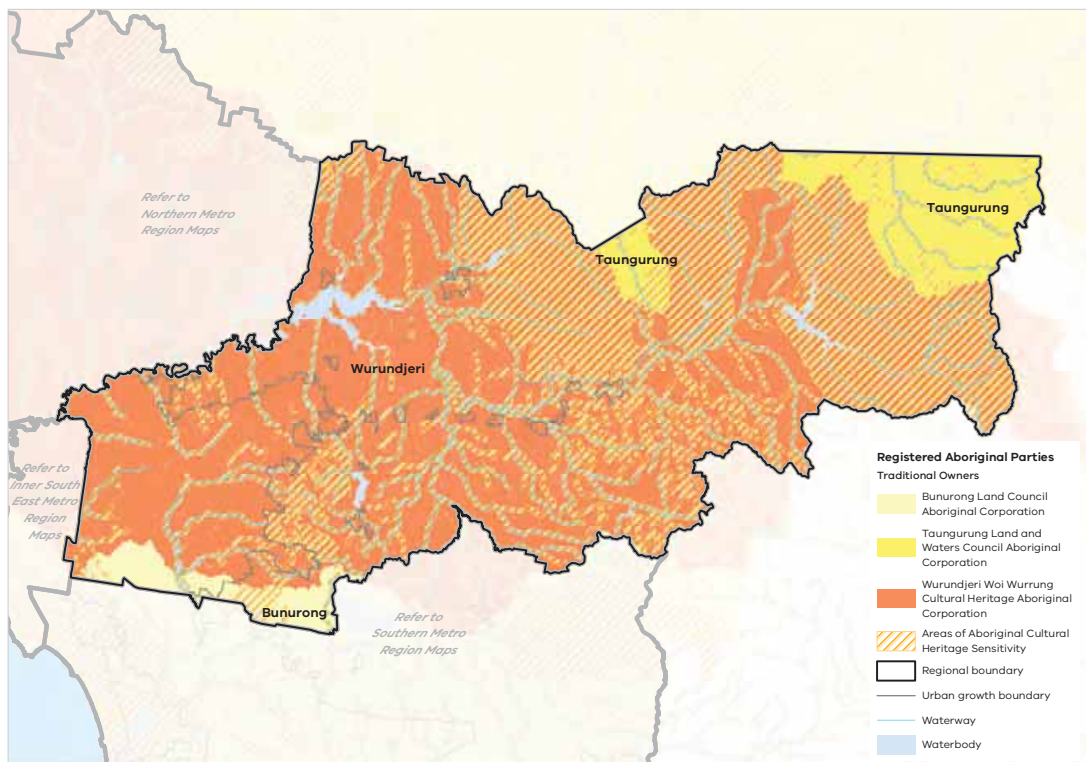 Refer to
Northern Metro
Region Maps
Taungurung
Taungurung
Wurundjeri
Refer to
Inner South
East Metro
Region
Maps
Bunurong
Refer to
Southern Metro
Region Maps
Registered Aboriginal Parties
Traditional Owners
Bunurong Land Council
Aboriginal Corporation
Taungurung Land and
Waters Council Aboriginal
Corporation
Wurundjeri Woi Wurrung
Cultural Heritage Aboriginal
Corporation
Areas of Aboriginal Cultural
Heritage Sensitivity
Regional boundary
Urban growth boundary
Waterway
Waterbody